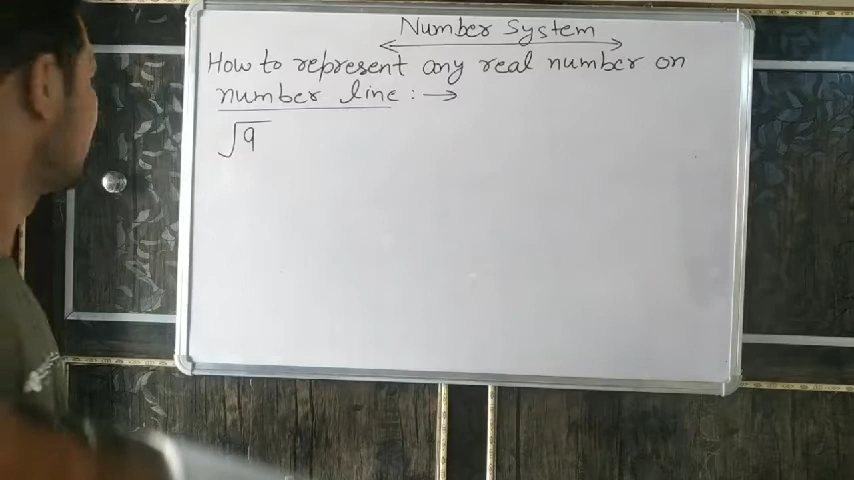 Number System
How to represent any real number on
number line : →
√9